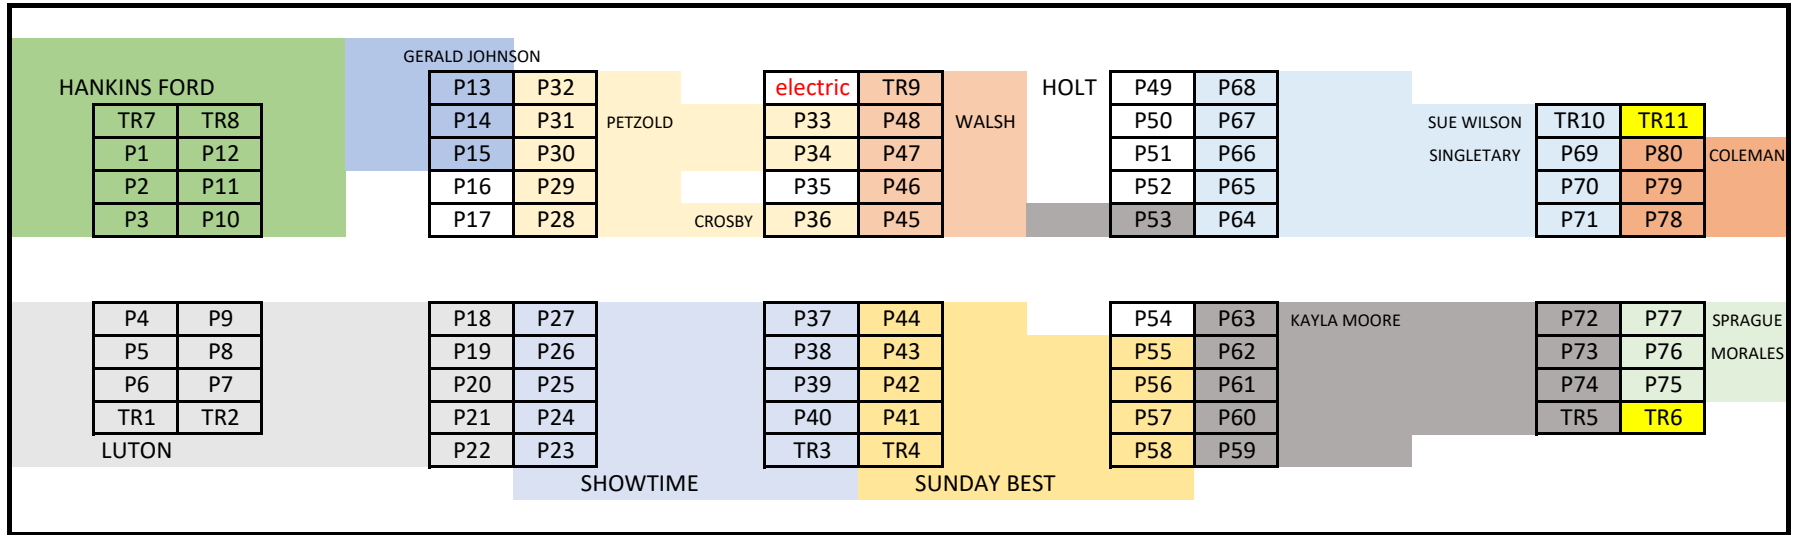 GERALD JOHNSON
HANKINS FORD P13 P32 electric TR9 HOLT P49 P68
TR7 TR8 P14 P31 PETZOLD P33 P48 WALSH P50 P67 SUE WILSON TR10 TR11
P1 P12 P15 P30 P34 P47 P51 P66 SINGLETARY P69 P80 COLEMAN
P2 P11 P16 P29 P35 P46 P52 P65 P70 P79
P3 P10 P17 P28 CROSBY P36 P45 P53 P64 P71 P78
P4 P9 P18 P27 P37 P44 P54 P63 KAYLA MOORE P72 P77 SPRAGUE
P5 P8 P19 P26 P38 P43 P55 P62 P73 P76 MORALES
P6 P7 P20 P25 P39 P42 P56 P61 P74 P75
TR1 TR2 P21 P24 P40 P41 P57 P60 TR5 TR6
LUTON P22 P23 TR3 TR4 P58 P59
SHOWTIME SUNDAY BEST